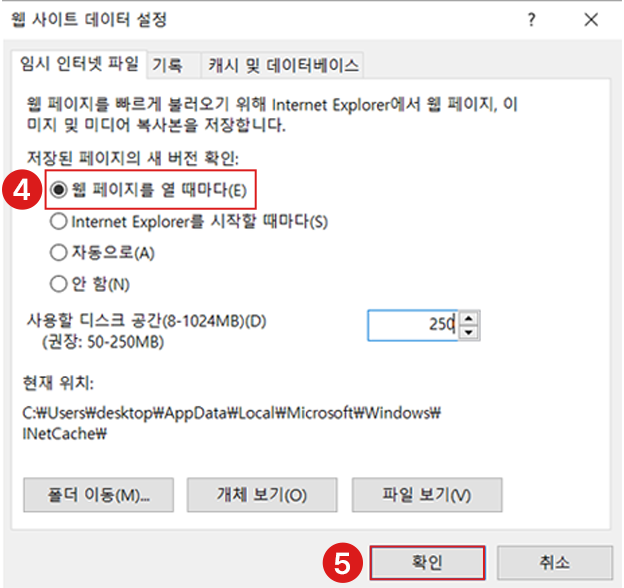 웹 사이트 데이터 설정 ? ×
임시 인터넷 파일 기록 캐시 및 데이터베이스
웹 페이지를 빠르게 불러오기 위해 Internet Explorer에서 웹 페이지, 이
미지 및 미디어 복사본을 저장합니다.
저장된 페이지의 새 버전 확인:
4 웹 페이지를 열 때마다(E)
Internet Explorer를 시작할 때마다(S)
자동으로(A)
안 함(N)
사용할 디스크 공간(8-1024MB)(D) 250
(권장: 50-250MB)
현재 위치:
C:₩Users₩desktop₩AppData₩Local₩Microsoft₩Windows₩
INetCache₩
폴더 이동(M)... 개체 보기(O) 파일 보기(V)
5 확인 취소